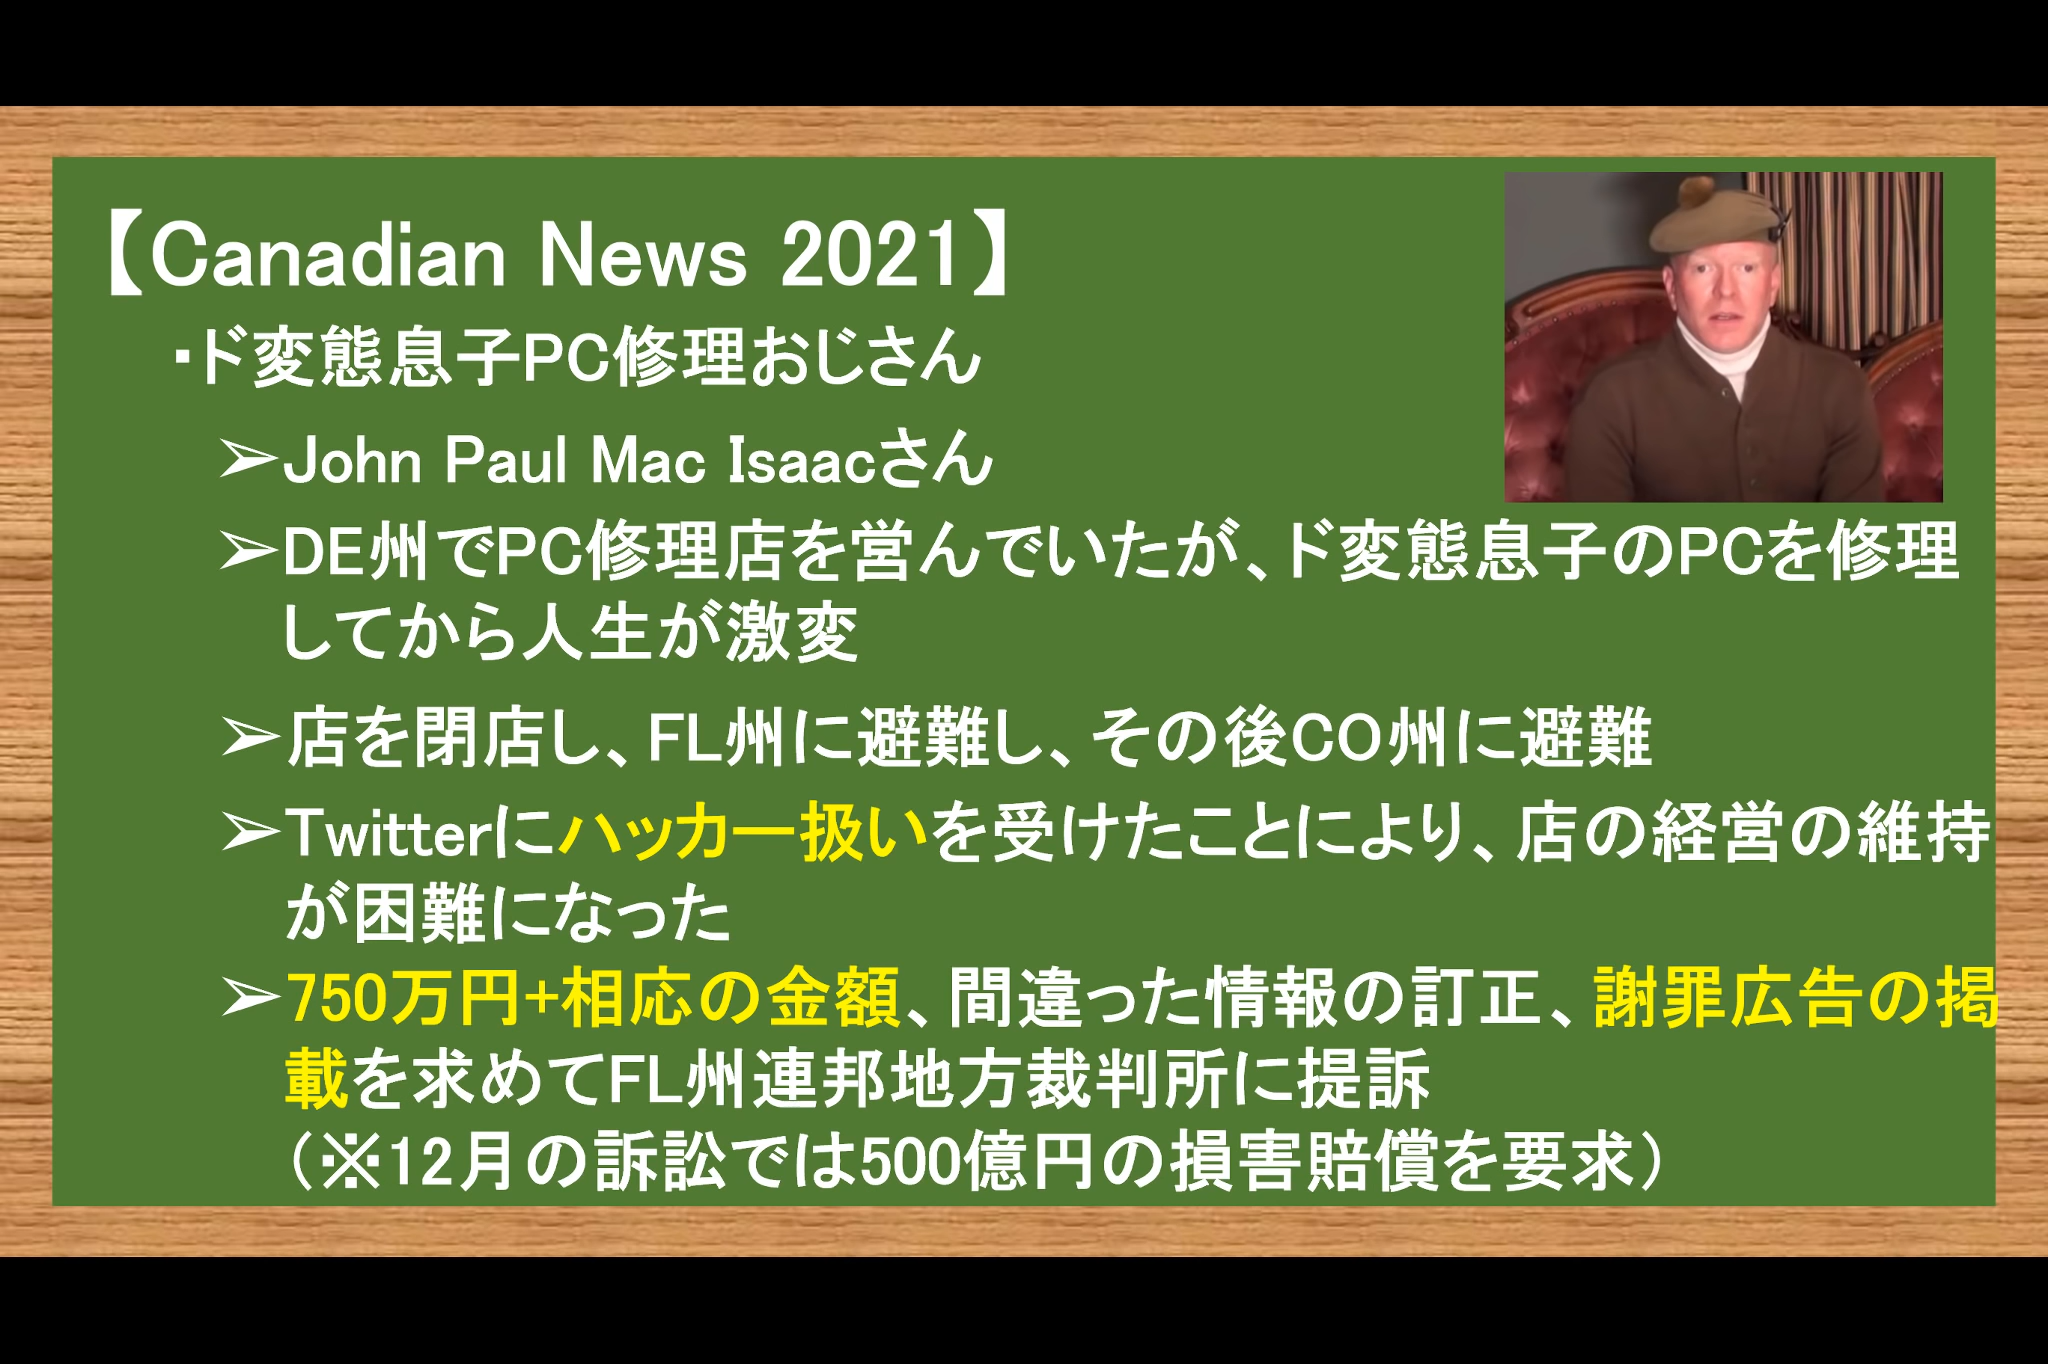 【Canadian News 2021】
・ド変態息子PC修理おじさん
➢John Paul Mac Isaacさん
➢DE州でPC修理店を営んでいたが、ド変態息子のPCを修理
してから人生が激変
➢店を閉店し、FL州に避難し、その後CO州に避難
➢Twitterにハッカー扱いを受けたことにより、店の経営の維持
が困難になった
➢750万円+相応の金額、間違った情報の訂正、謝罪広告の掲
載を求めてFL州連邦地方裁判所に提訴
（※12月の訴訟では500億円の損害賠償を要求）